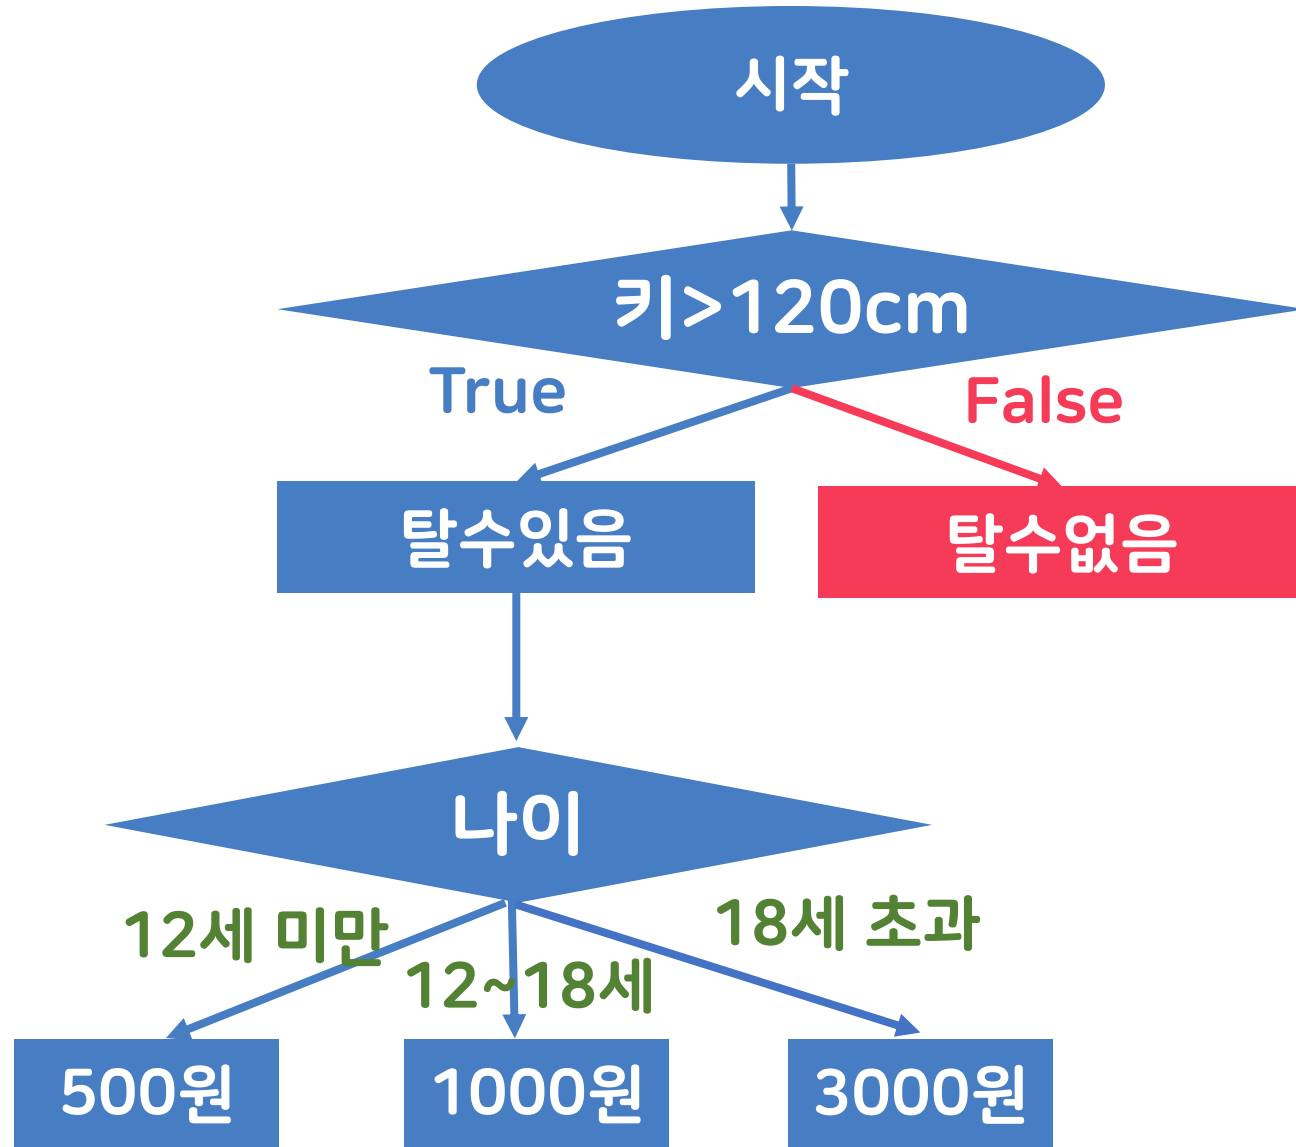 시작
키>120cm
True
False
탈수있음
탈수없음
나이
12세 미만
12~18세
18세 초과
500원
1000원
3000원